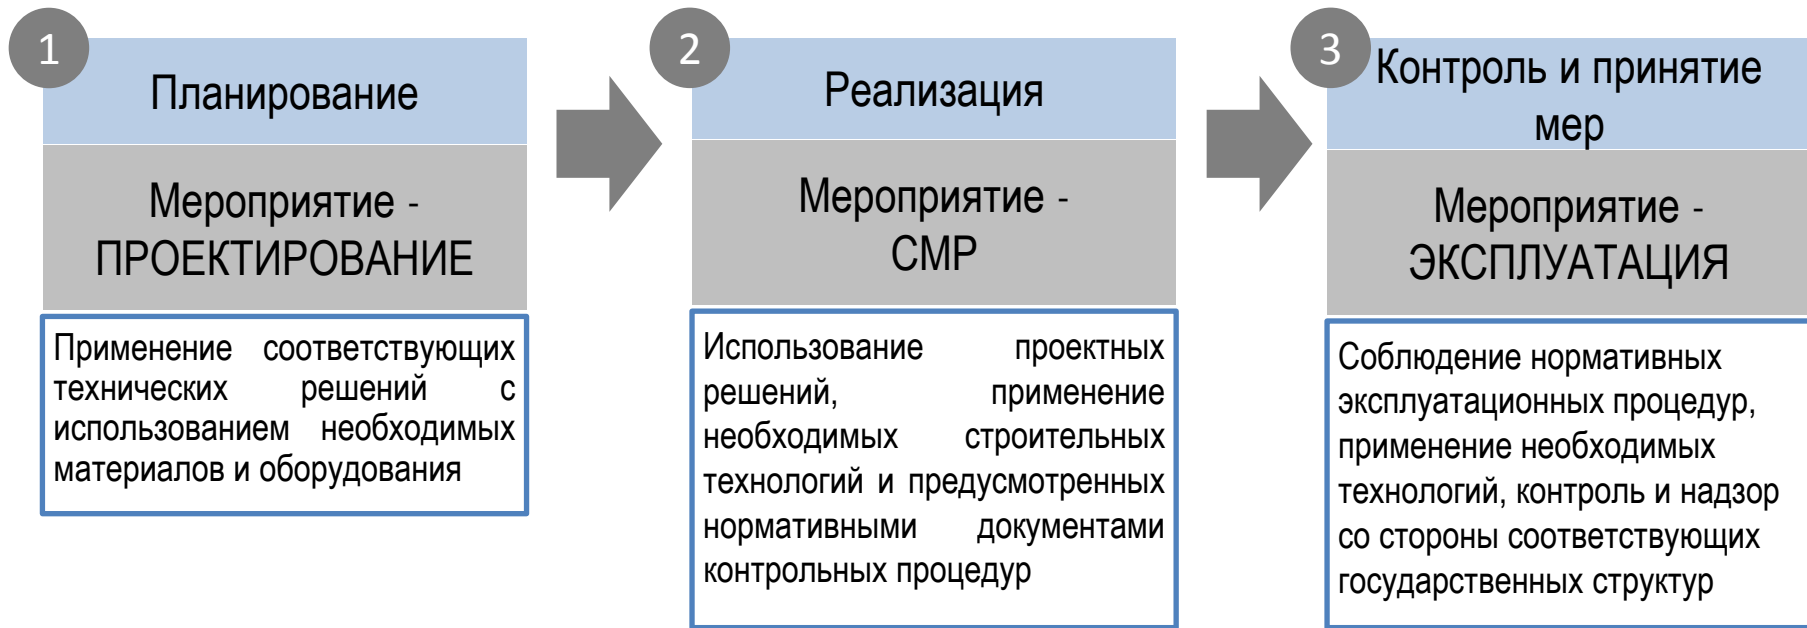 1
Планирование
Мероприятие -
ПРОЕКТИРОВАНИЕ
Применение соответствующих
технических решений с
использованием необходимых
материалов и оборудования
2
Реализация
Мероприятие -
СМР
Использование проектных
решений, применение
необходимых строительных
технологий и предусмотренных
нормативными документами
контрольных процедур
3
Контроль и принятие
мер
Мероприятие -
ЭКСПЛУАТАЦИЯ
Соблюдение нормативных
эксплуатационных процедур,
применение необходимых
технологий, контроль и надзор
со стороны соответствующих
государственных структур